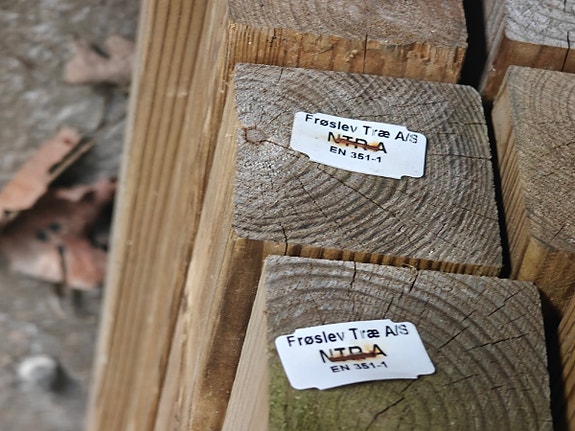 Frøslev Træ A/S
NTR A
EN 351-1
Frøslev Træ A/S
NTR A
EN 351-1